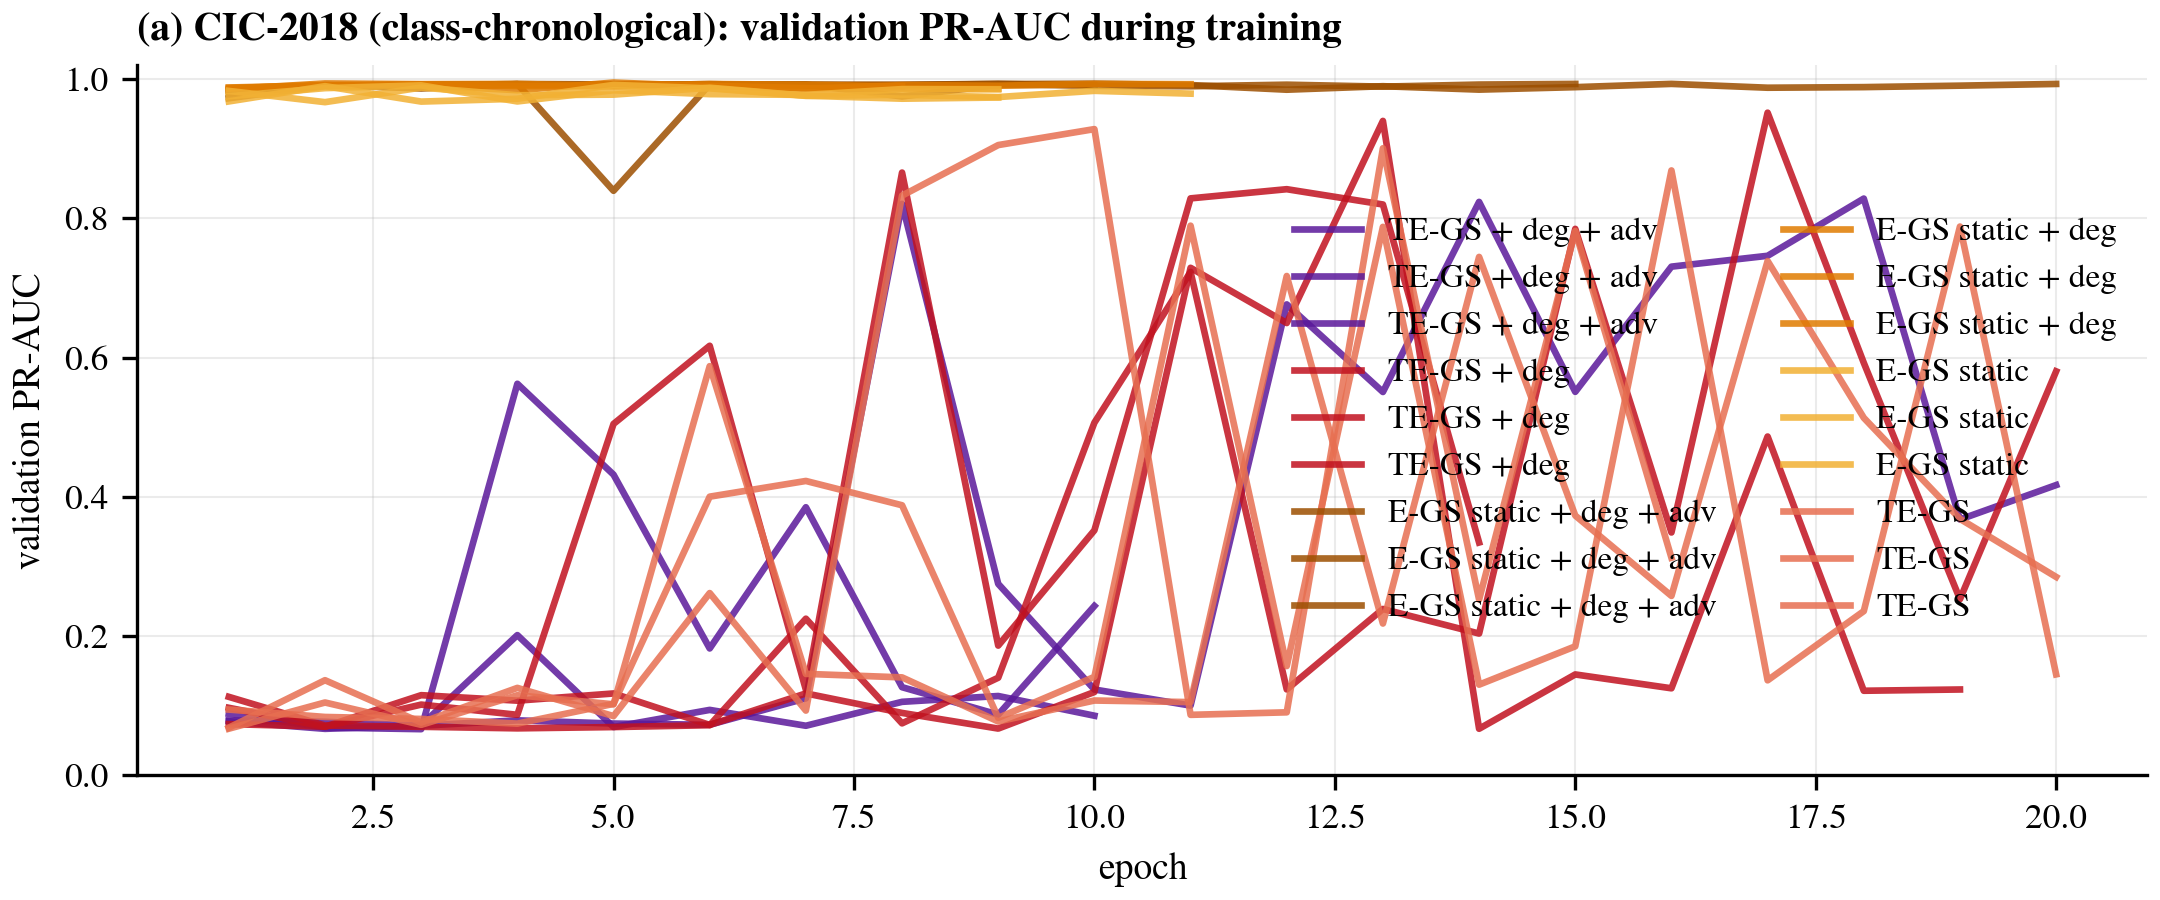 (a) CIC-2018 (class-chronological): validation PR-AUC during training
validation PR-AUC
1.0
0.8
0.6
0.4
0.2
0.0
TE-GS + deg + adv
TE-GS + deg + adv
TE-GS + deg + adv
TE-GS + deg
TE-GS + deg
TE-GS + deg
E-GS static + deg + adv
E-GS static + deg + adv
E-GS static + deg + adv
E-GS static + deg
E-GS static + deg
E-GS static + deg
E-GS static
E-GS static
E-GS static
TE-GS
TE-GS
TE-GS
2.5 5.0 7.5 10.0 12.5 15.0 17.5 20.0
epoch